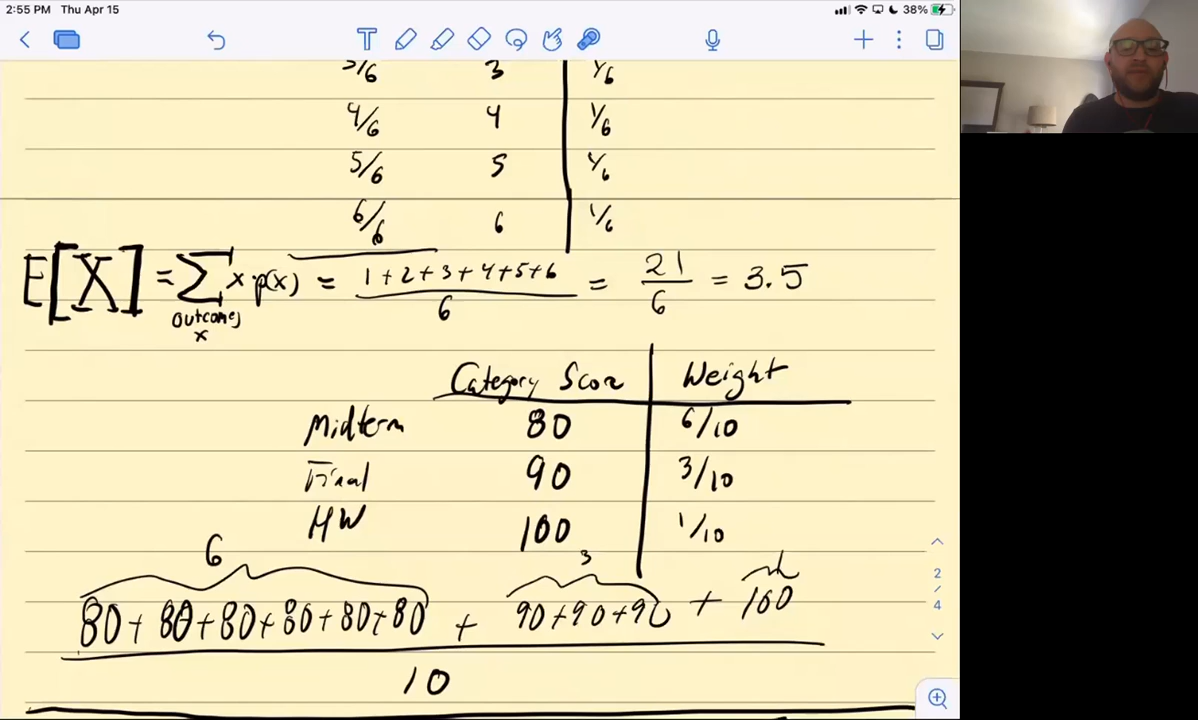 2:55 PM Thu Apr 15 38%
3/6 3 1/6
4/6 4 1/6
5/6 5 1/6
6/6 6 1/6
E[X] = Σ x·p(x) = 1+2+3+4+5+6 / 6 = 21/6 = 3.5
outcomes
x
Category Score Weight
Midterm 80 6/10
Final 90 3/10
HW 100 1/10
6 3
80+80+80+80+80+80 + 90+90+90 + 100
10
2/4